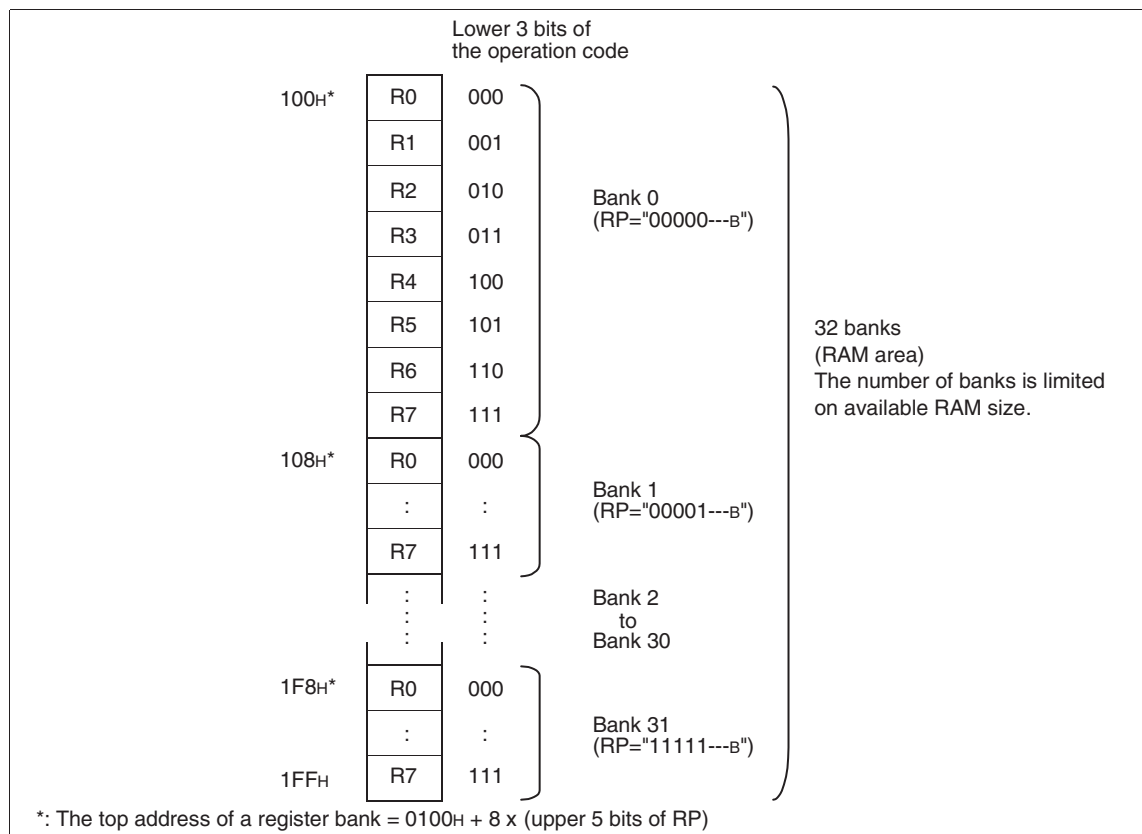 Lower 3 bits of
the operation code
100H* R0 000
R1 001
R2 010
R3 011
R4 100
R5 101
R6 110
R7 111
Bank 0
(RP="00000---B")
108H* R0 000
: :
R7 111
Bank 1
(RP="00001---B")
: :
: :
: :
Bank 2
to
Bank 30
1F8H* R0 000
: :
1FFH R7 111
Bank 31
(RP="11111---B")
32 banks
(RAM area)
The number of banks is limited
on available RAM size.
*: The top address of a register bank = 0100H + 8 x (upper 5 bits of RP)